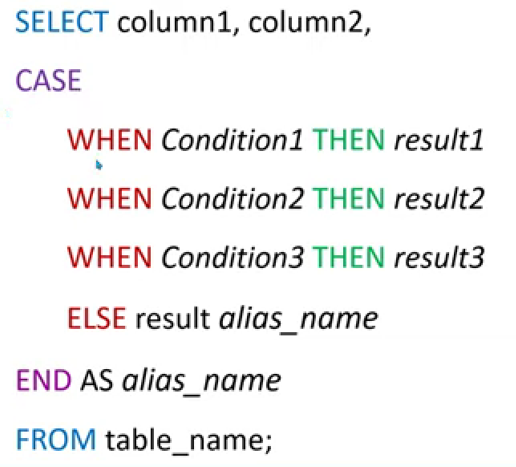 SELECT column1, column2,
CASE
WHEN Condition1 THEN result1
WHEN Condition2 THEN result2
WHEN Condition3 THEN result3
ELSE result alias_name
END AS alias_name
FROM table_name;